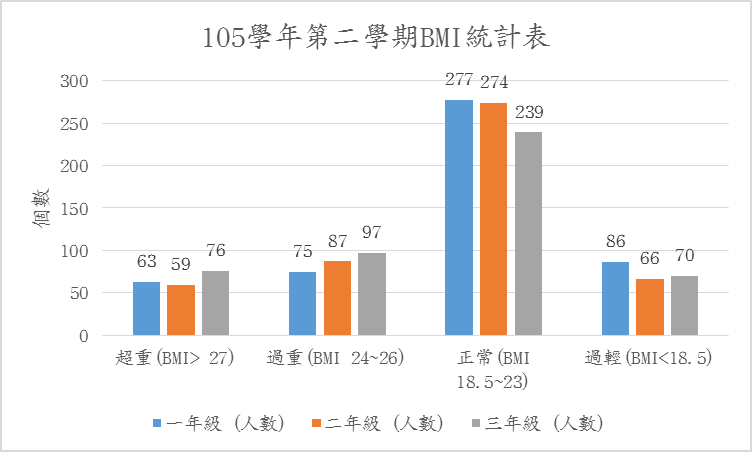 105學年第二學期BMI統計表
300
250
200
150
100
50
0
個數
63 59 76
75 87 97
277 274 239
86 66 70
超重(BMI> 27)
過重(BMI 24~26)
正常(BMI
18.5~23)
過輕(BMI<18.5)
一年級 (人數) 二年級 (人數) 三年級 (人數)